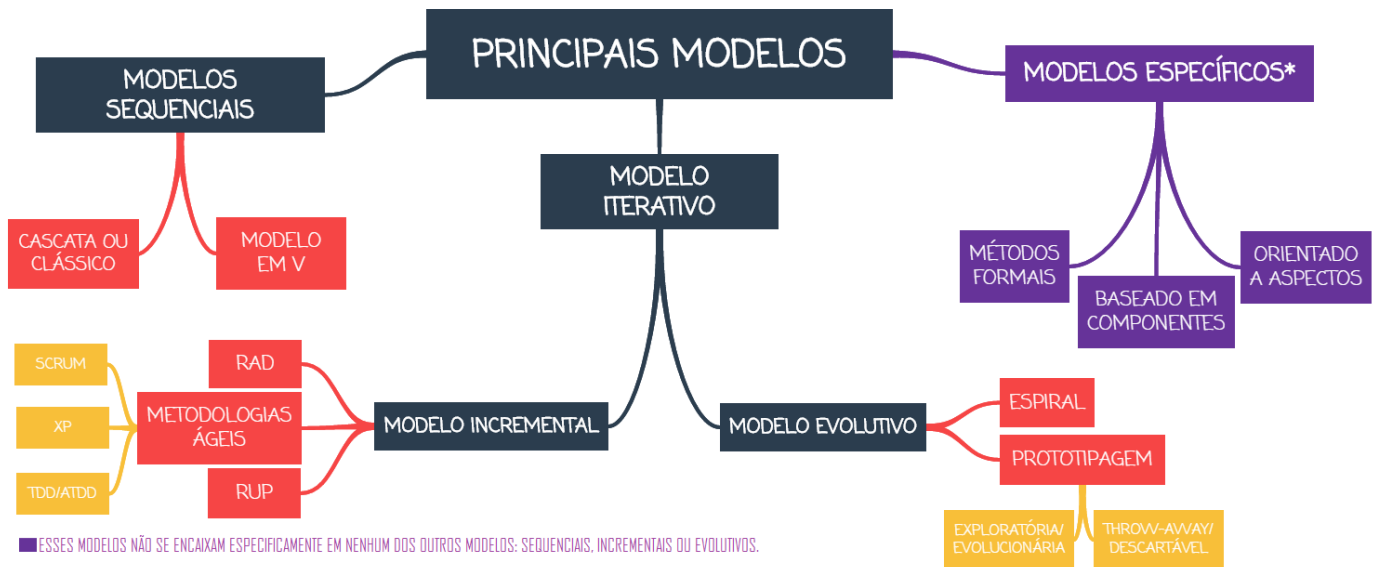 PRINCIPAIS MODELOS
MODELOS
SEQUENCIAIS
MODELOS ESPECÍFICOS*
MODELO
ITERATIVO
CASCATA OU
CLÁSSICO
MODELO
EM V
MÉTODOS
FORMAIS
BASEADO EM
COMPONENTES
ORIENTADO
A ASPECTOS
SCRUM
XP
TDD/ATDD
RAD
METODOLOGIAS
ÁGEIS
RUP
MODELO INCREMENTAL
MODELO EVOLUTIVO
ESPIRAL
PROTOTIPAGEM
EXPLORATÓRIA/
EVOLUCIONÁRIA
THROW-AWAY/
DESCARTÁVEL
ESSES MODELOS NÃO SE ENCAIXAM ESPECIFICAMENTE EM NENHUM DOS OUTROS MODELOS: SEQUENCIAIS, INCREMENTAIS OU EVOLUTIVOS.